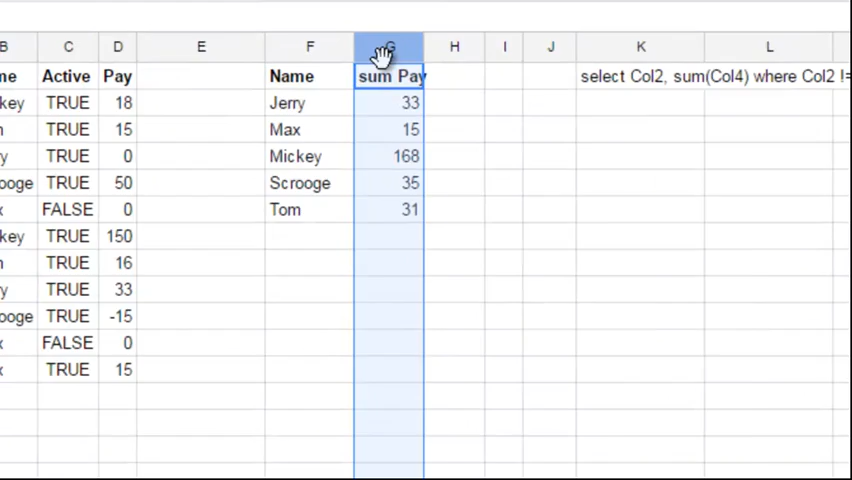 B C D E F G H I J K L
me Active Pay Name sum Pay select Col2, sum(Col4) where Col2 !=
key TRUE 18 Jerry 33
n TRUE 15 Max 15
y TRUE 0 Mickey 168
ooge TRUE 50 Scrooge 35
x FALSE 0 Tom 31
key TRUE 150
n TRUE 16
y TRUE 33
ooge TRUE -15
x FALSE 0
x TRUE 15